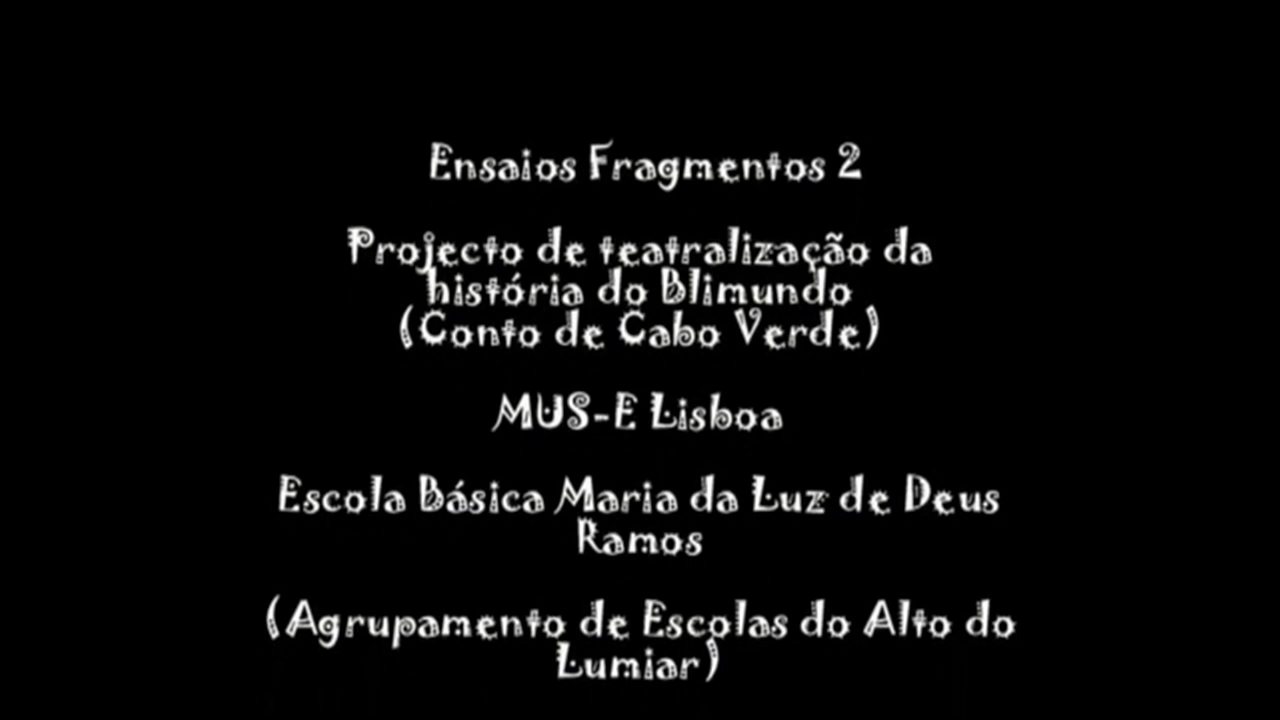 Ensaios Fragmentos 2
Projecto de teatralização da
história do Blimundo
(Conto de Cabo Verde)
MUS-E Lisboa
Escola Básica Maria da Luz de Deus
Ramos
(Agrupamento de Escolas do Alto do
Lumiar)